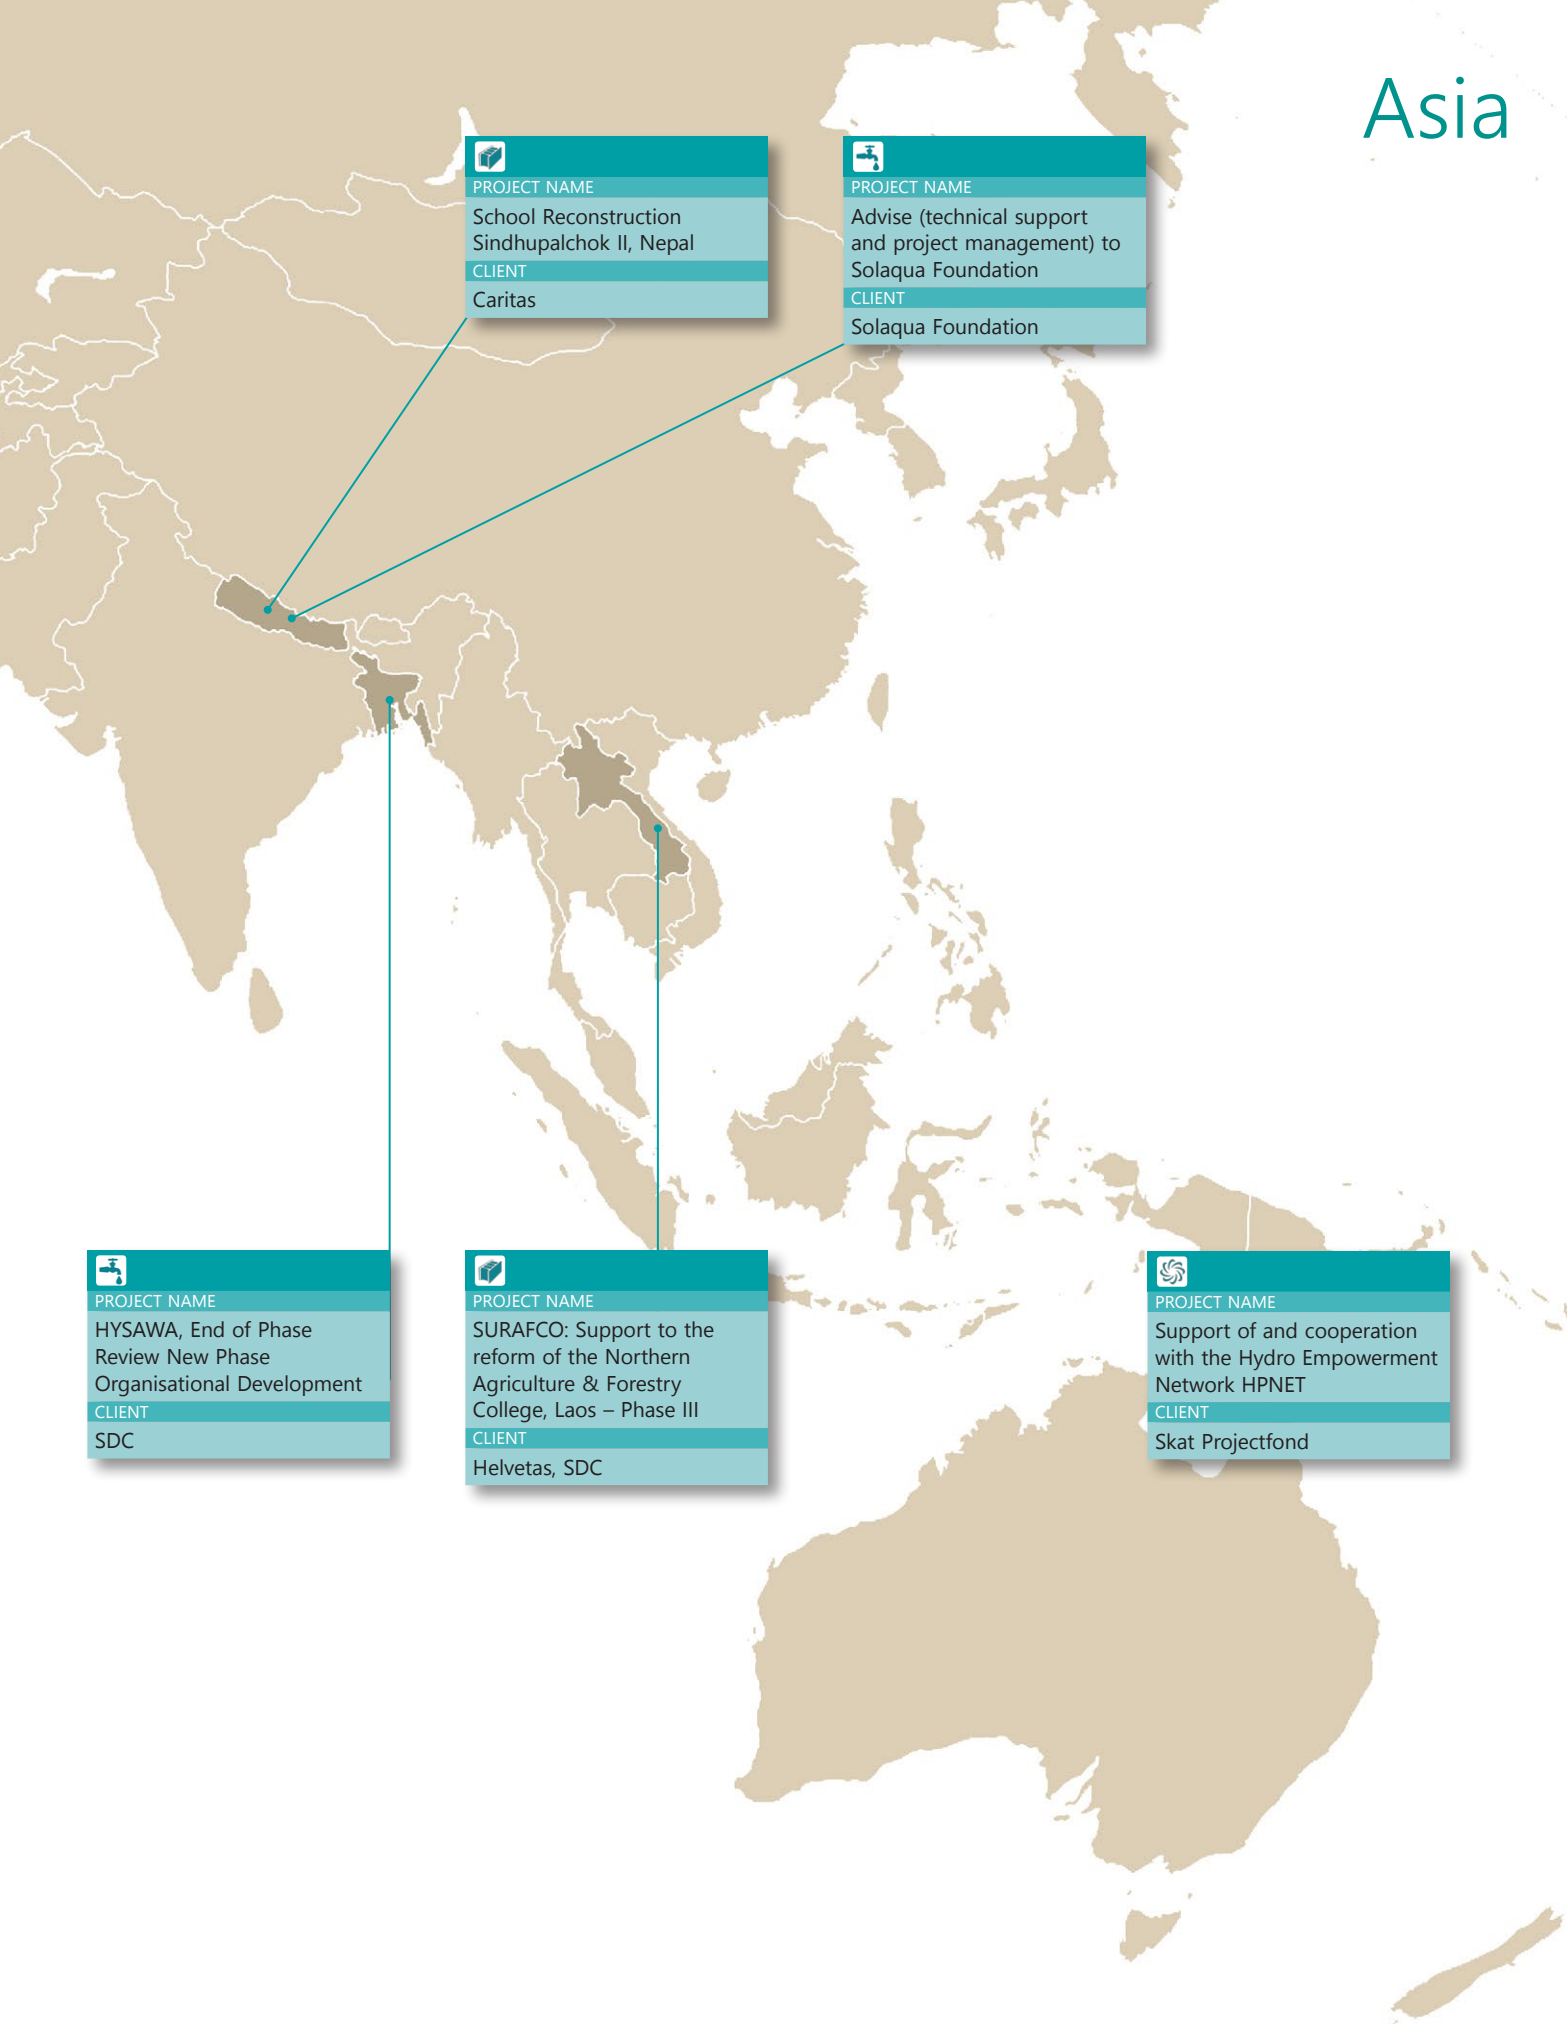 Asia
PROJECT NAME
School Reconstruction
Sindhupalchok II, Nepal
CLIENT
Caritas
PROJECT NAME
Advise (technical support
and project management) to
Solaqua Foundation
CLIENT
Solaqua Foundation
PROJECT NAME
HYSAWA, End of Phase
Review New Phase
Organisational Development
CLIENT
SDC
PROJECT NAME
SURAFCO: Support to the
reform of the Northern
Agriculture & Forestry
College, Laos – Phase III
CLIENT
Helvetas, SDC
PROJECT NAME
Support of and cooperation
with the Hydro Empowerment
Network HPNET
CLIENT
Skat Projectfond